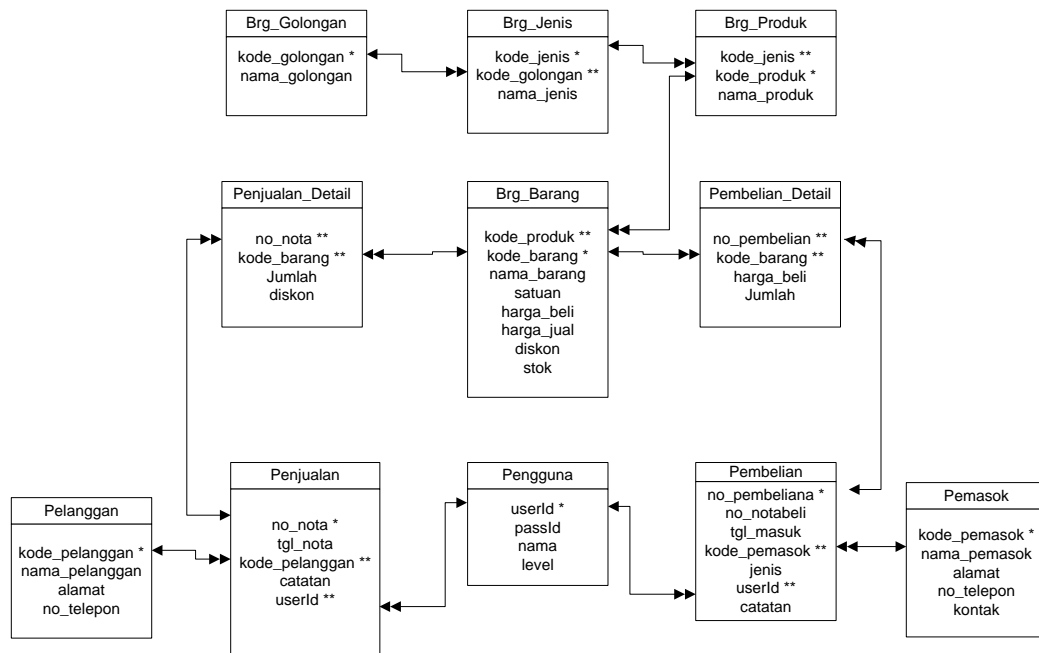 Brg_Golongan
kode_golongan *
nama_golongan
Brg_Jenis
kode_jenis *
kode_golongan **
nama_jenis
Brg_Produk
kode_jenis **
kode_produk *
nama_produk
Penjualan_Detail
no_nota **
kode_barang **
Jumlah
diskon
Brg_Barang
kode_produk **
kode_barang *
nama_barang
satuan
harga_beli
harga_jual
diskon
stok
Pembelian_Detail
no_pembelian **
kode_barang **
harga_beli
Jumlah
Pelanggan
kode_pelanggan *
nama_pelanggan
alamat
no_telepon
Penjualan
no_nota *
tgl_nota
kode_pelanggan **
catatan
userId **
Pengguna
userId *
passId
nama
level
Pembelian
no_pembeliana *
no_notabeli
tgl_masuk
kode_pemasok **
jenis
userId **
catatan
Pemasok
kode_pemasok *
nama_pemasok
alamat
no_telepon
kontak